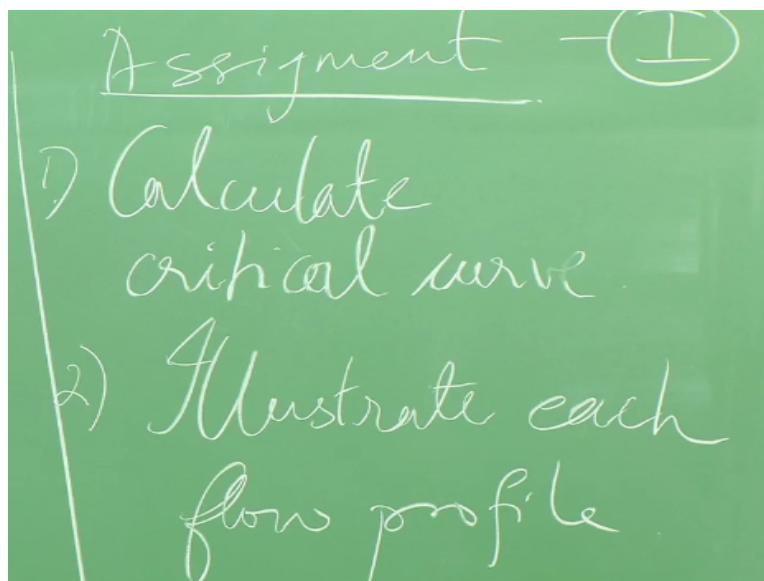 Assigment - I
1) Calculate
critical curve.
2) Illustrate each
flow profile.